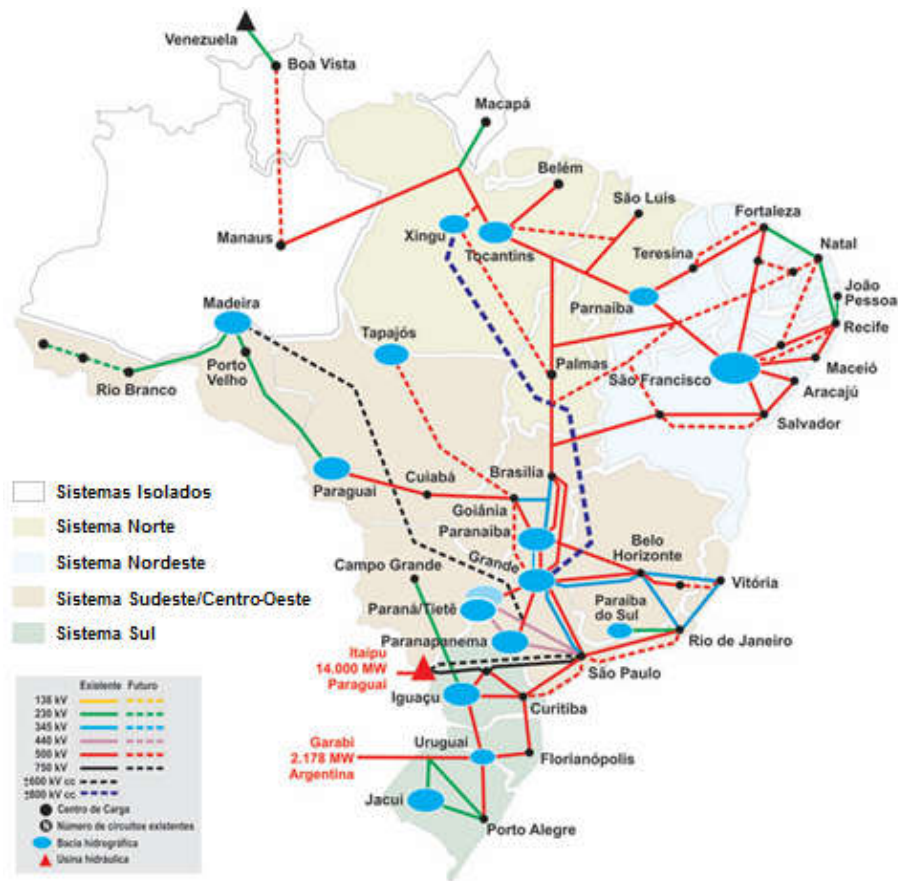 Venezuela
Boa Vista
Macapá
Belém
São Luis
Fortaleza
Manaus
Xingu
Tocantins
Teresina
Natal
João
Pessoa
Madeira
Parnaiba
Recife
Tapajós
Porto
Velho
Palmas
São Francisco
Maceió
Rio Branco
Aracajú
Salvador
Brasilia
Cuiabá
Paraguai
Goiânia
Paranaiba
Belo
Horizonte
Grande
Campo Grande
Vitória
Paraná/Tietê
Paraiba
do Sul
Paranapanema
Rio de Janeiro
Itaipu
14.000 MW
Paraguai
São Paulo
Iguaçu
Curitiba
Garabi
2.178 MW
Argentina
Uruguai
Florianópolis
Jacui
Porto Alegre
Sistemas Isolados
Sistema Norte
Sistema Nordeste
Sistema Sudeste/Centro-Oeste
Sistema Sul
Existente Futuro
138 kV
230 kV
345 kV
440 kV
500 kV
750 kV
±600 kV cc
±800 kV cc
Centro de Carga
N Número de circuitos existentes
Bacia hidrográfica
Usina hidráulica